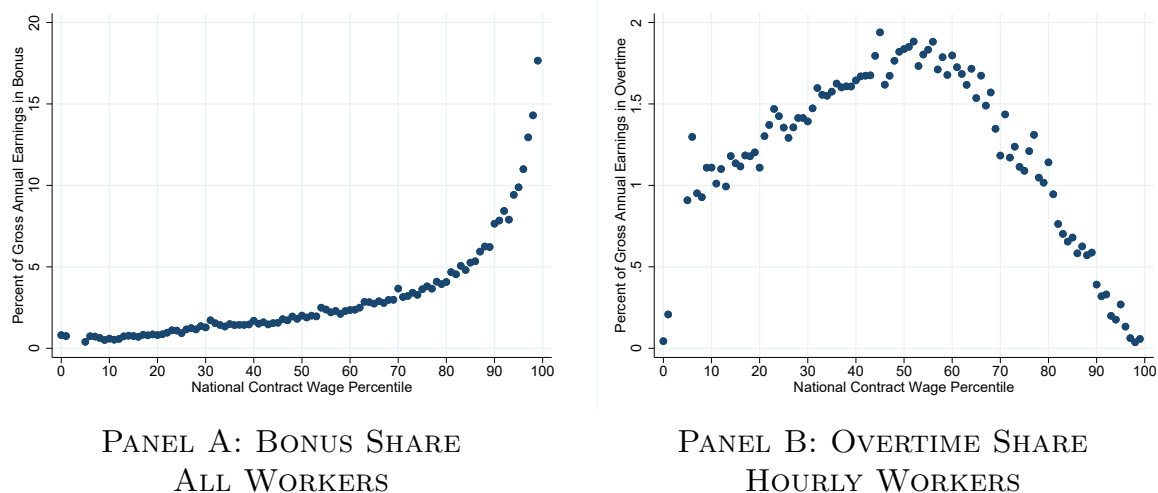 Percent of Gross Annual Earnings in Bonus
20
15
10
5
0
0 10 20 30 40 50 60 70 80 90 100
National Contract Wage Percentile
PANEL A: BONUS SHARE
ALL WORKERS
Percent of Gross Annual Earnings in Overtime
2
1.5
1
.5
0
0 10 20 30 40 50 60 70 80 90 100
National Contract Wage Percentile
PANEL B: OVERTIME SHARE
HOURLY WORKERS